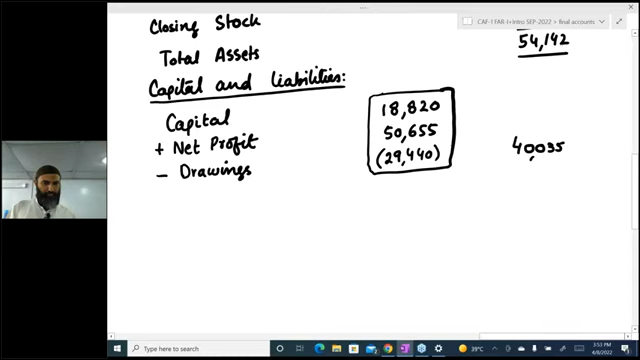 CAF-1 FAR-I+Intro SEP-2022 > final accounts
Closing Stock
54,142
Total Assets
Capital and Liabilities:
Capital 18,820
+ Net Profit 50,655 40,035
- Drawings (29,440)
Type here to search
39°C
3:53 PM
4/8/2022